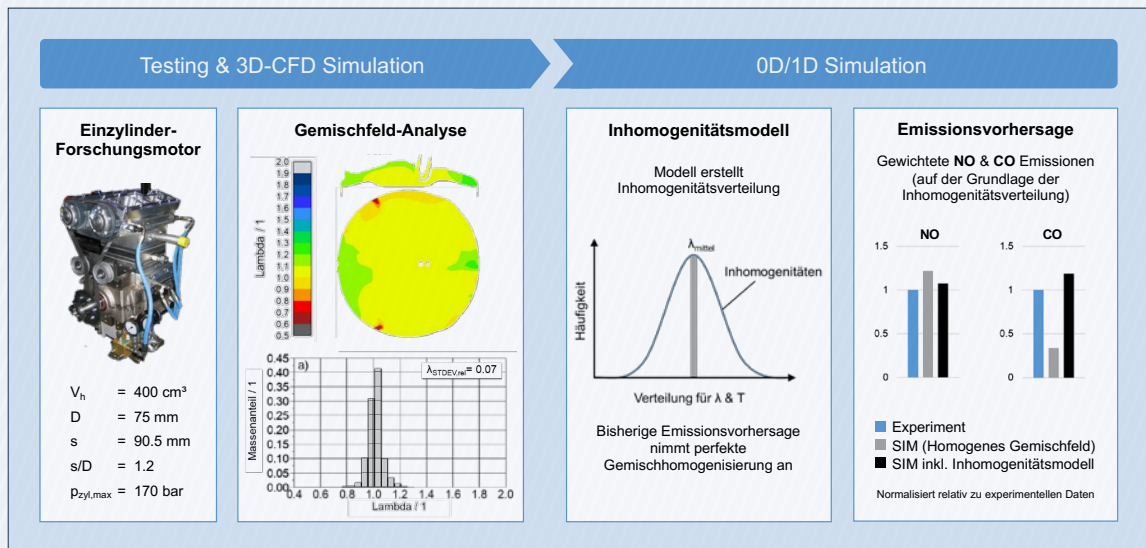 Testing & 3D-CFD Simulation
0D/1D Simulation
Einzylinder-
Forschungsmotor
V_h = 400 cm³
D = 75 mm
s = 90.5 mm
s/D = 1.2
p_zyl,max = 170 bar
Gemischfeld-Analyse
Lambda / 1
2.0
1.9
1.8
1.7
1.6
1.5
1.4
1.3
1.2
1.1
1.0
0.9
0.8
0.7
0.6
0.5
a)
λ_STDEV,rel = 0.07
Massenanteil / 1
0.45
0.40
0.35
0.30
0.25
0.20
0.15
0.10
0.05
0.00
0.4 0.6 0.8 1.0 1.2 1.4 1.6 1.8 2.0
Lambda / 1
Inhomogenitätsmodell
Modell erstellt
Inhomogenitätsverteilung
λ_mittel
Inhomogenitäten
Häufigkeit
Verteilung für λ & T
Bisherige Emissionsvorhersage
nimmt perfekte
Gemischhomogenisierung an
Emissionsvorhersage
Gewichtete NO & CO Emissionen
(auf der Grundlage der
Inhomogenitätsverteilung)
NO
1.5
1
0.5
0
CO
1.5
1
0.5
0
Experiment
SIM (Homogenes Gemischfeld)
SIM inkl. Inhomogenitätsmodell
Normalisiert relativ zu experimentellen Daten